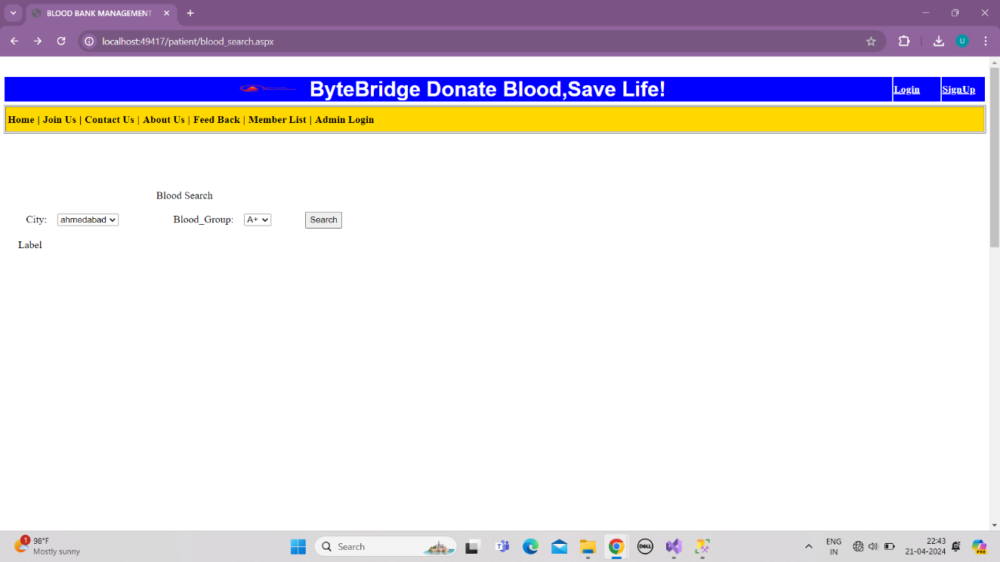 BLOOD BANK MANAGEMENT
localhost:49417/patient/blood_search.aspx
U
ByteBridge Donate Blood,Save Life!
Login
SignUp
Home | Join Us | Contact Us | About Us | Feed Back | Member List | Admin Login
Blood Search
City: ahmedabad Blood_Group: A+ Search
Label
1
98°F
Mostly sunny
Search
DELL
ENG
IN
22:43
21-04-2024
PRE